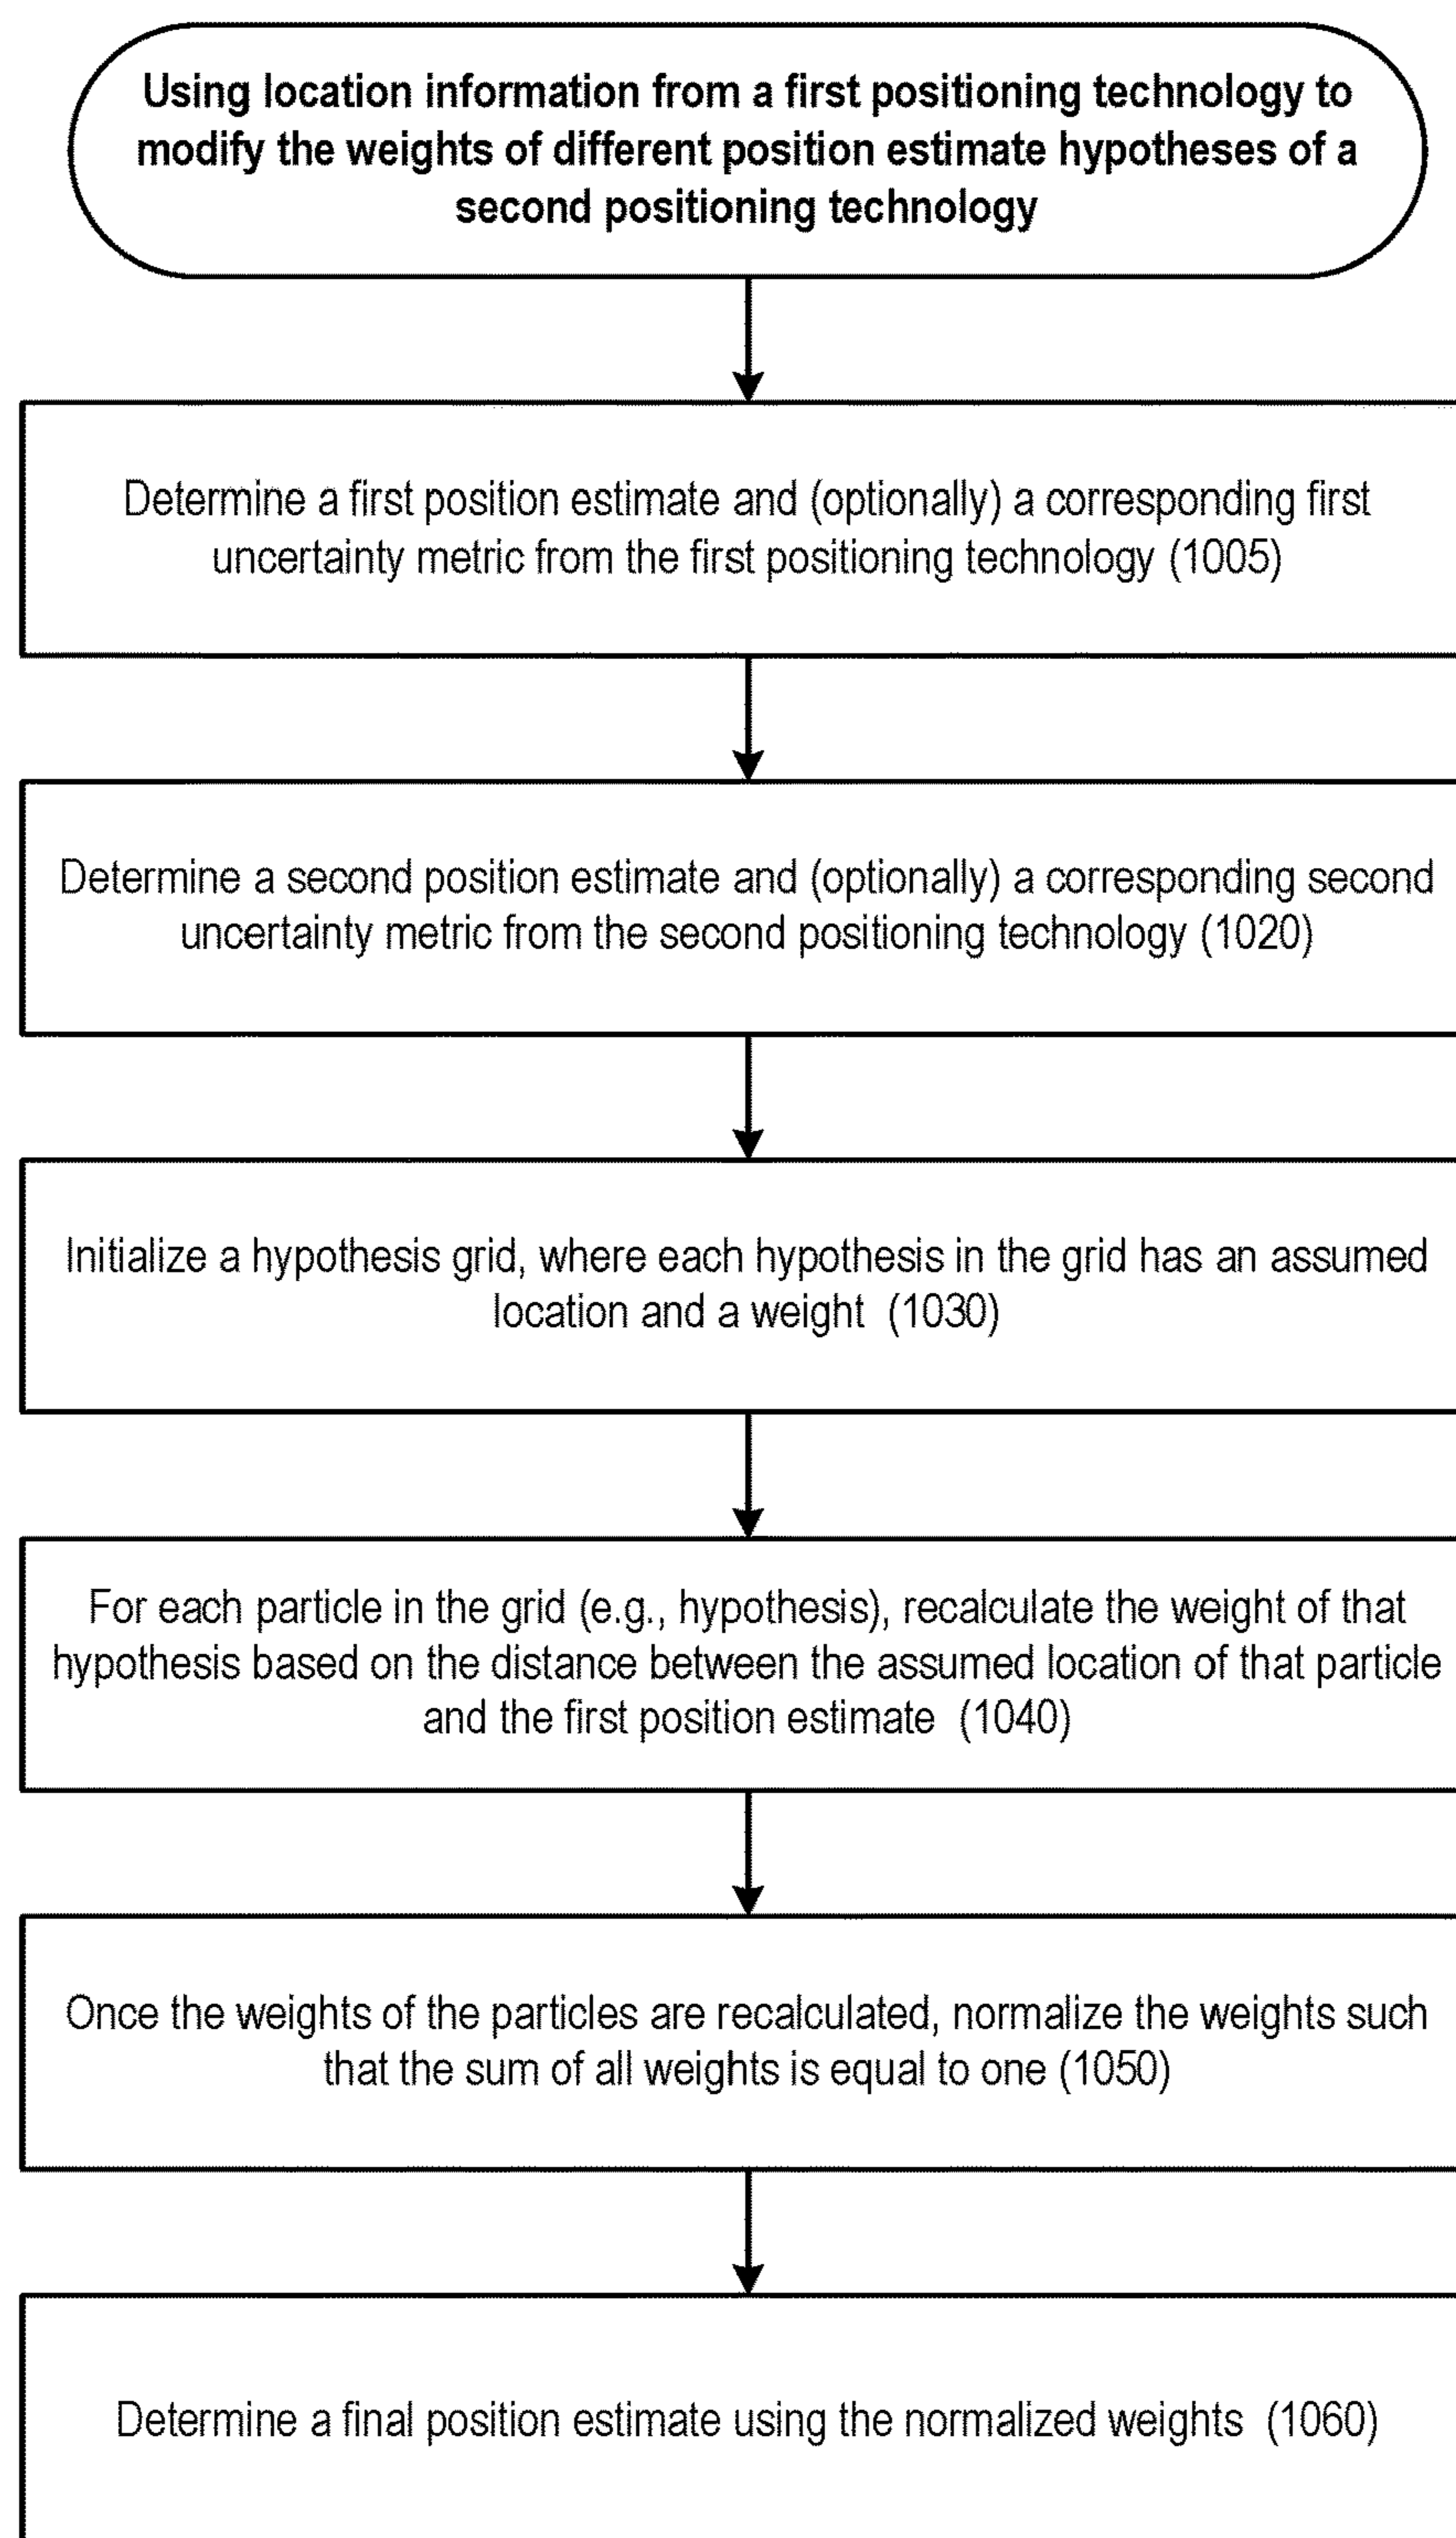 Using location information from a first positioning technology to
modify the weights of different position estimate hypotheses of a
second positioning technology
Determine a first position estimate and (optionally) a corresponding first
uncertainty metric from the first positioning technology (1005)
Determine a second position estimate and (optionally) a corresponding second
uncertainty metric from the second positioning technology (1020)
Initialize a hypothesis grid, where each hypothesis in the grid has an assumed
location and a weight (1030)
For each particle in the grid (e.g., hypothesis), recalculate the weight of that
hypothesis based on the distance between the assumed location of that particle
and the first position estimate (1040)
Once the weights of the particles are recalculated, normalize the weights such
that the sum of all weights is equal to one (1050)
Determine a final position estimate using the normalized weights (1060)